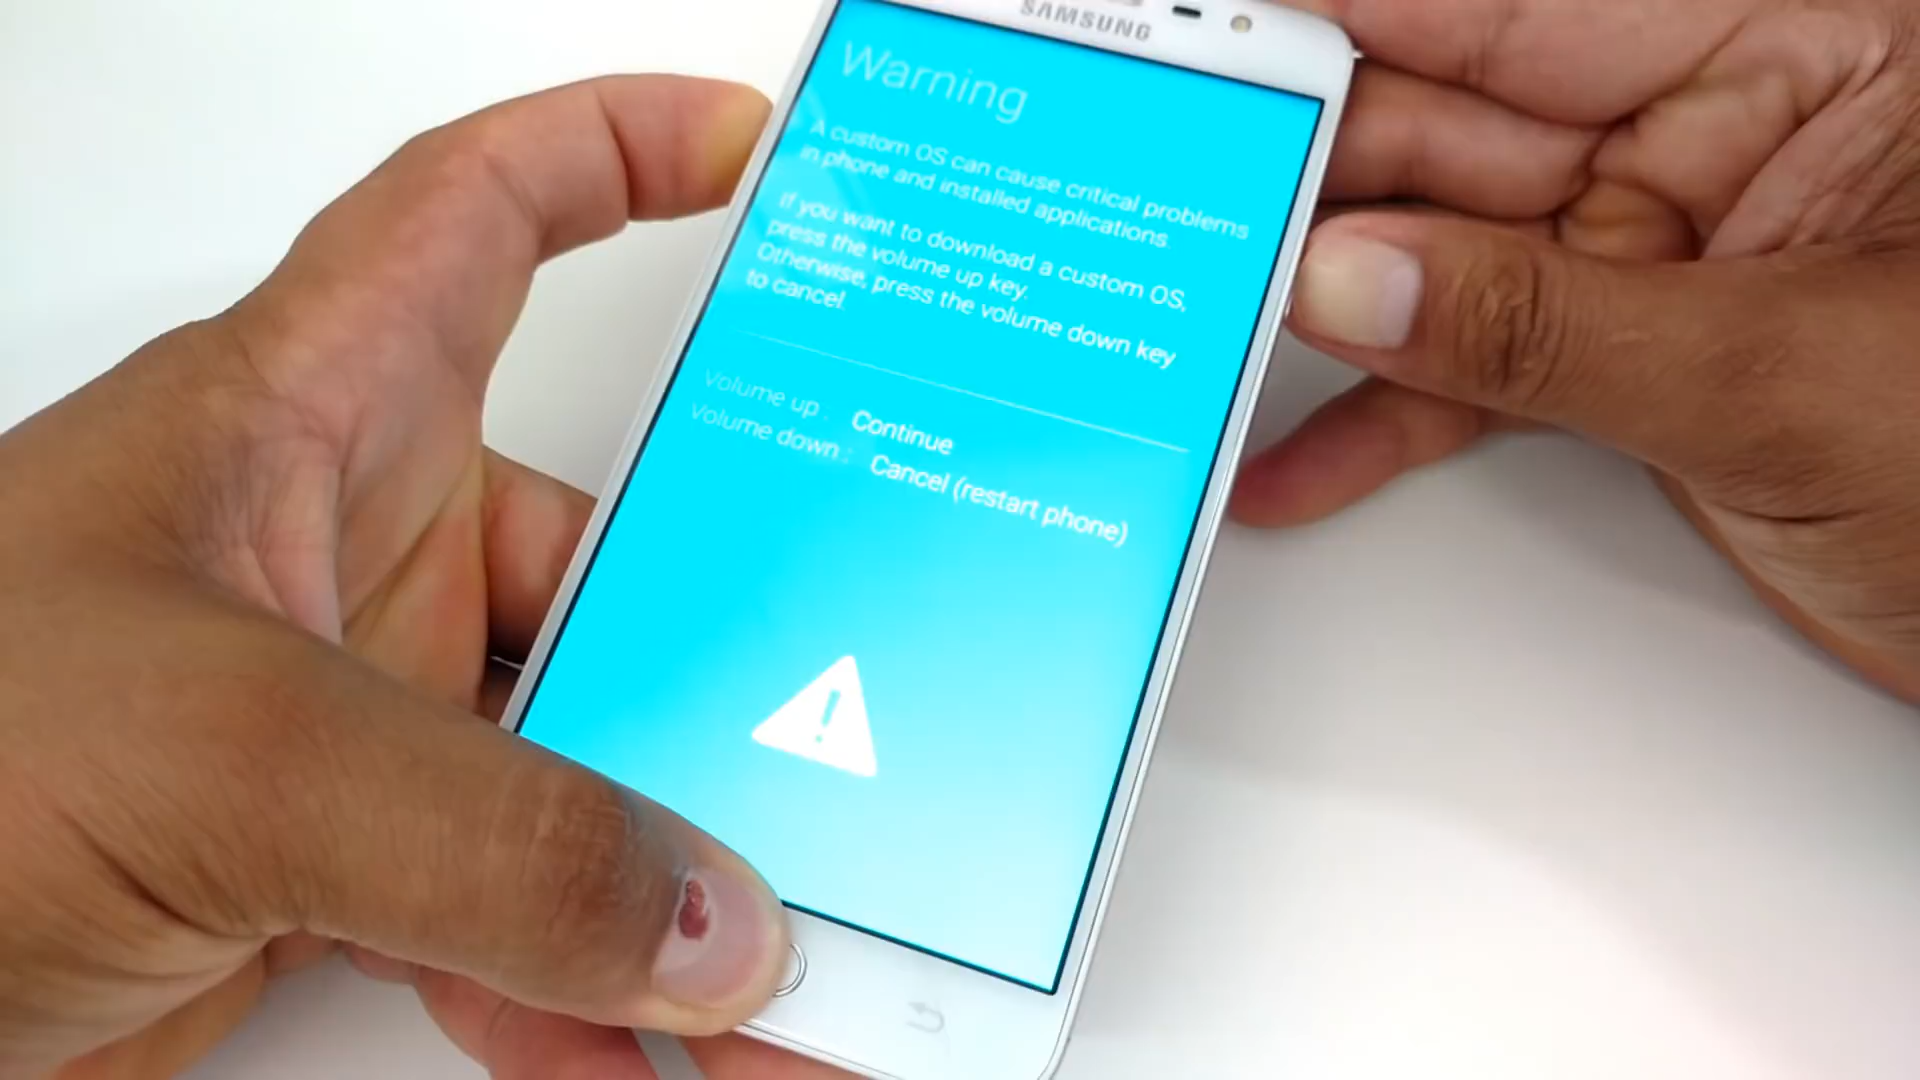 SAMSUNG
Warning
A custom OS can cause critical problems
in phone and installed applications.
If you want to download a custom OS,
press the volume up key.
Otherwise, press the volume down key
to cancel.
Volume up : Continue
Volume down : Cancel (restart phone)